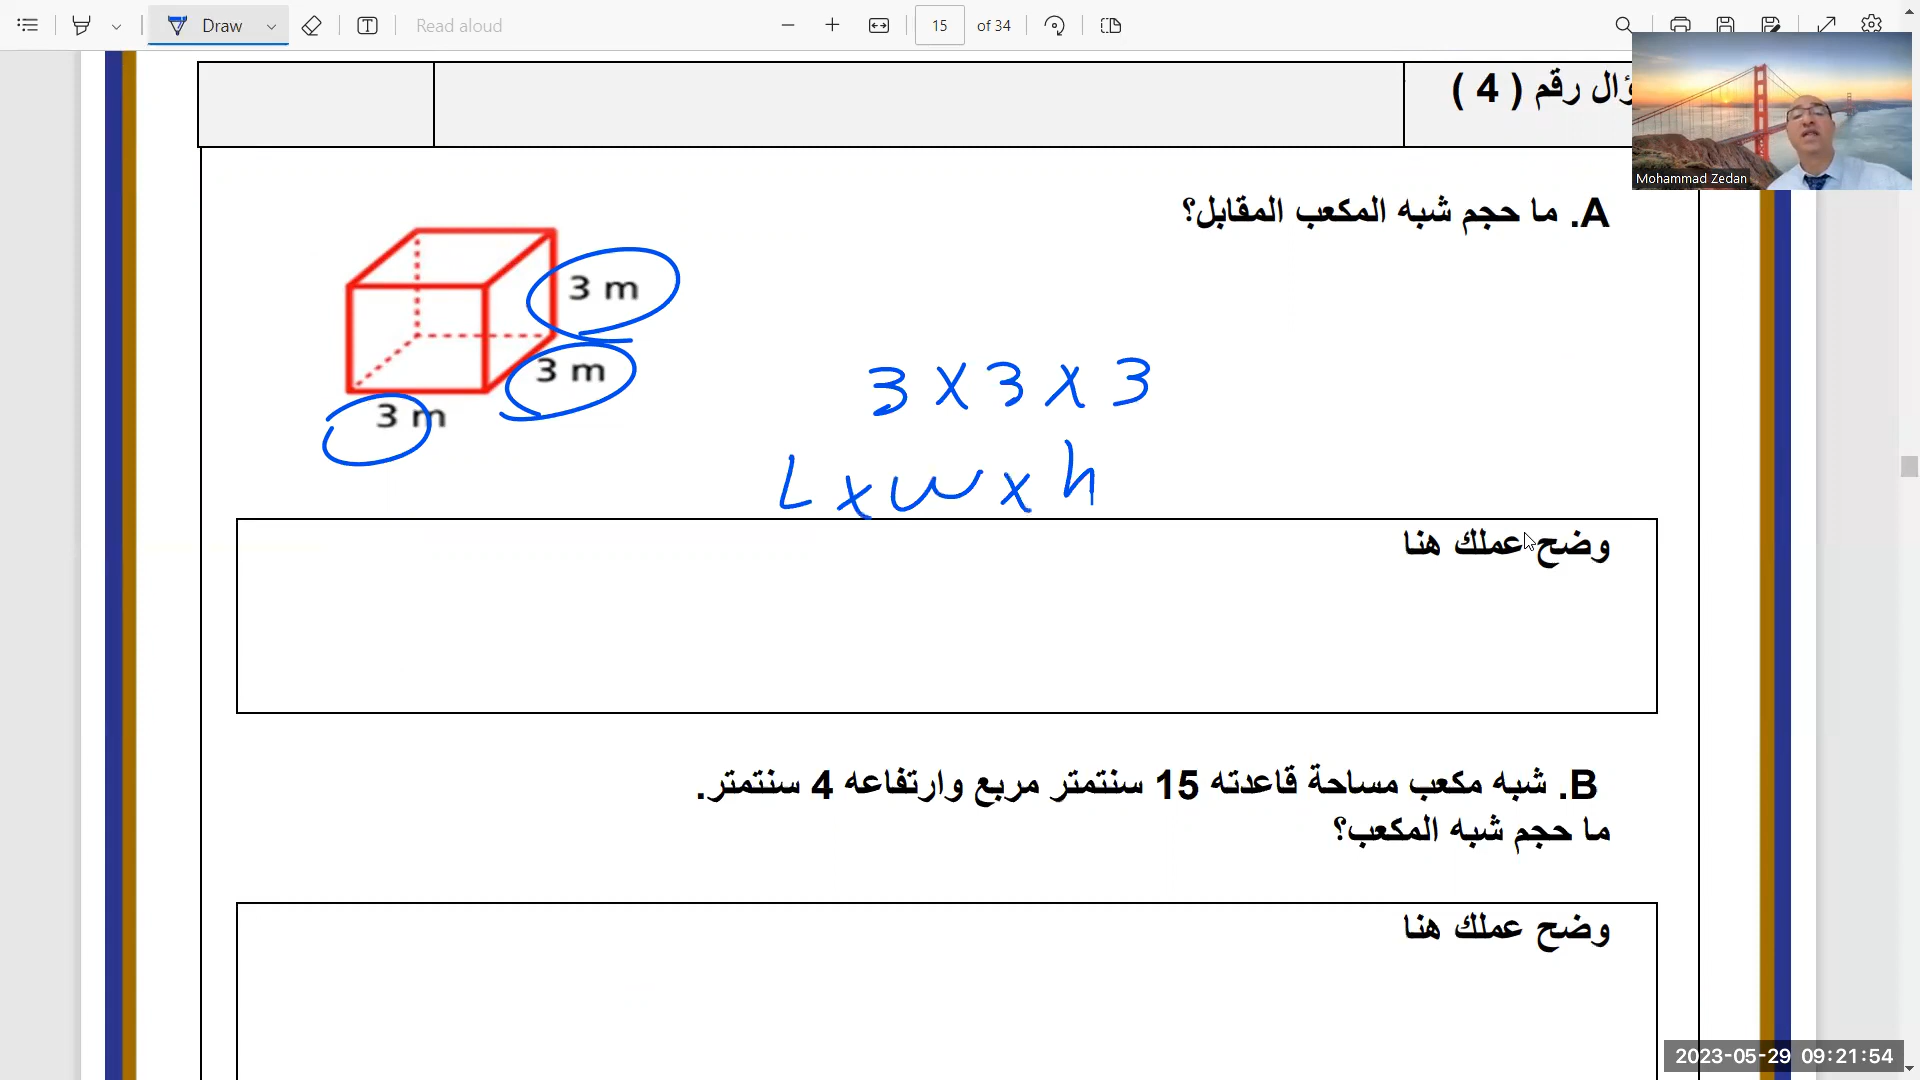 Draw
Read aloud
15 of 34
ؤال رقم ( 4 )
Mohammad Zedan
A. ما حجم شبه المكعب المقابل؟
3 m
3 m
3 m
3 x 3 x 3
L x w x h
وضح عملك هنا
B. شبه مكعب مساحة قاعدته 15 سنتمتر مربع وارتفاعه 4 سنتمتر.
ما حجم شبه المكعب؟
وضح عملك هنا
2023-05-29 09:21:54